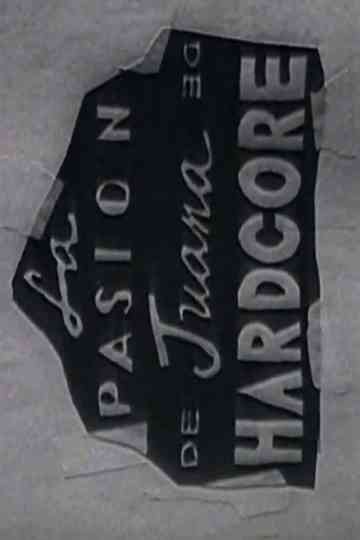 La
PASION
DE Juana DE
HARDCORE